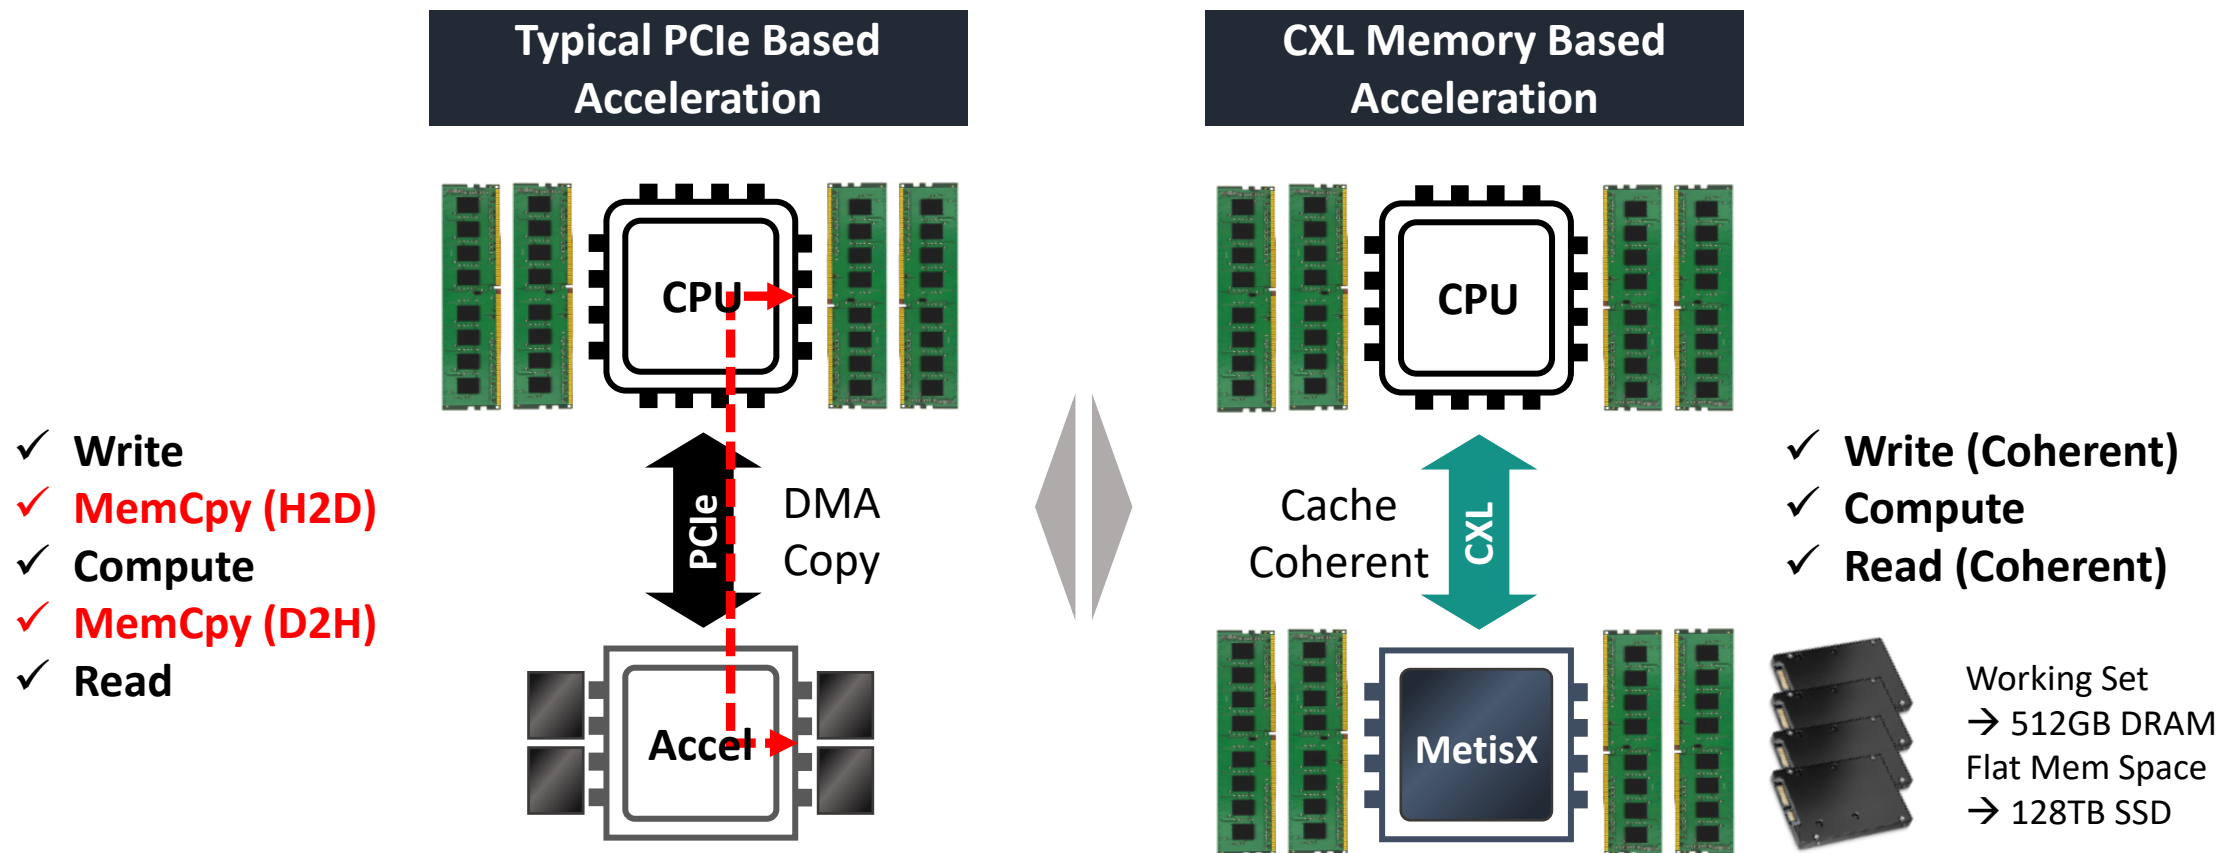 Typical PCIe Based
Acceleration
CPU
✓ Write
✓ MemCpy (H2D)
✓ Compute
✓ MemCpy (D2H)
✓ Read
PCIe
DMA
Copy
Accel
CXL Memory Based
Acceleration
CPU
Cache
Coherent
CXL
✓ Write (Coherent)
✓ Compute
✓ Read (Coherent)
MetisX
Working Set
→ 512GB DRAM
Flat Mem Space
→ 128TB SSD